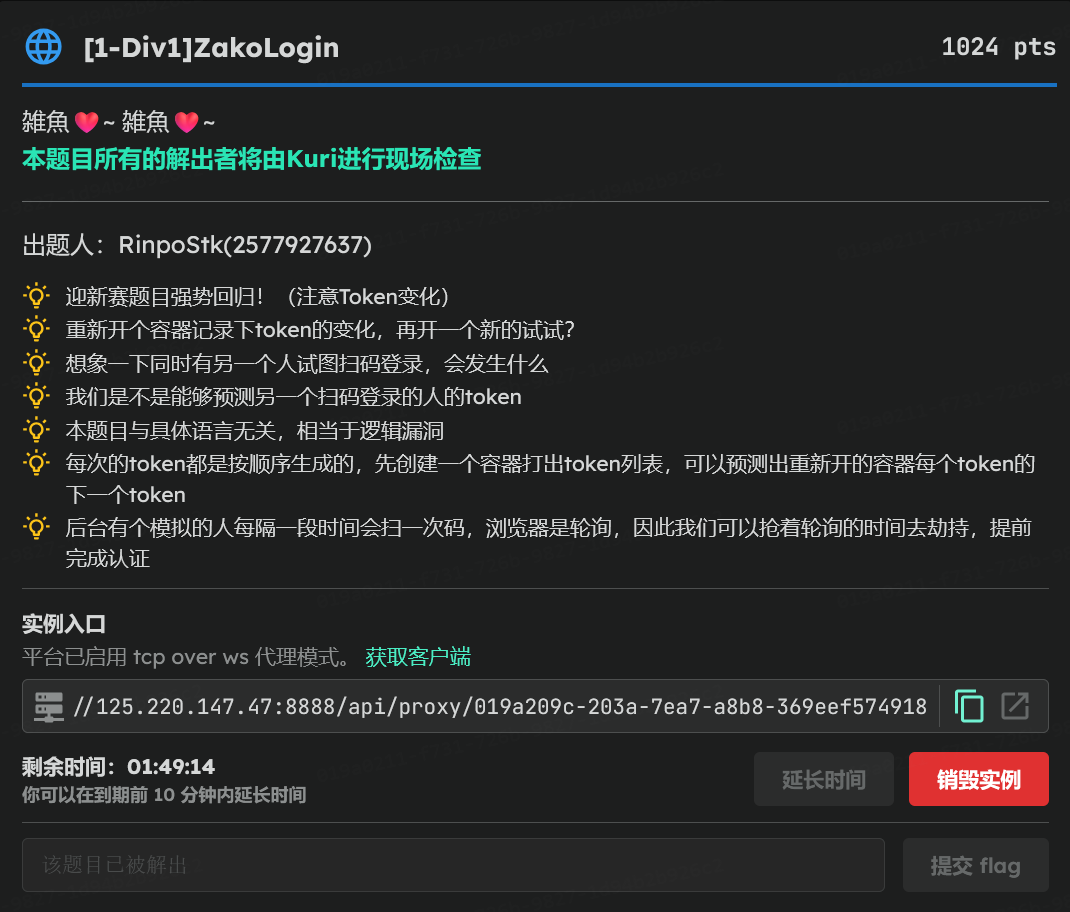 [1-Div1]ZakoLogin
1024 pts
雑魚❤️~ 雑魚❤️~
本题目所有的解出者将由Kuri进行现场检查
出题人：RinpoStk(2577927637)
迎新赛题目强势回归！（注意Token变化）
重新开个容器记录下token的变化，再开一个新的试试？
想象一下同时有另一个人试图扫码登录，会发生什么
我们是不是能够预测另一个扫码登录的人的token
本题目与具体语言无关，相当于逻辑漏洞
每次的token都是按顺序生成的，先创建一个容器打出token列表，可以预测出重新开的容器每个token的
下一个token
后台有个模拟的人每隔一段时间会扫一次码，浏览器是轮询，因此我们可以抢着轮询的时间去劫持，提前
完成认证
实例入口
平台已启用 tcp over ws 代理模式。 获取客户端
//125.220.147.47:8888/api/proxy/019a209c-203a-7ea7-a8b8-369eef574918
剩余时间：01:49:14
你可以在到期前 10 分钟内延长时间
延长时间
销毁实例
该题目已被解出
提交 flag